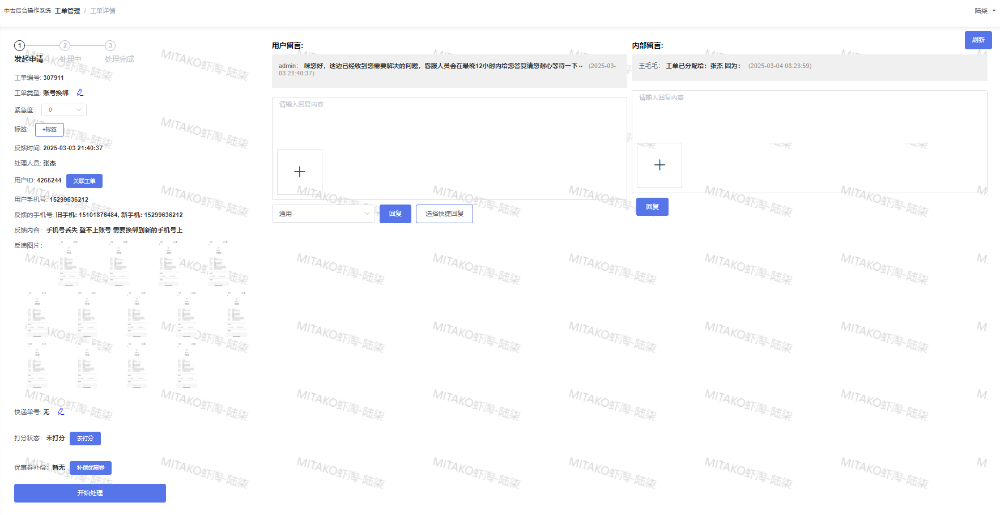 中古后台操作系统 工单管理 / 工单详情
陆柒
刷新
1 2 3
发起申请 处理中 处理完成
工单编号: 307911
工单类型: 账号换绑
紧急度: 0
标签: +标签
反馈时间: 2025-03-03 21:40:37
处理人员: 张杰
用户ID: 4265244 关联工单
用户手机号: 15299636212
反馈的手机号: 旧手机: 15101876484, 新手机: 15299636212
反馈内容: 手机号丢失 登不上账号 需要换绑到新的手机号上
反馈图片:
快递单号: 无
打分状态: 未打分 去打分
优惠券补偿: 暂无 补偿优惠券
开始处理
用户留言:
admin: 咪您好，这边已经收到您需要解决的问题，客服人员会在最晚12小时内给您答复请您耐心等待一下～ (2025-03-
03 21:40:37)
请输入回复内容
通用 回复 选择快捷回复
内部留言:
王毛毛: 工单已分配给: 张杰 因为: (2025-03-04 08:23:59)
请输入回复内容
回复
MITAKO虾淘-陆柒